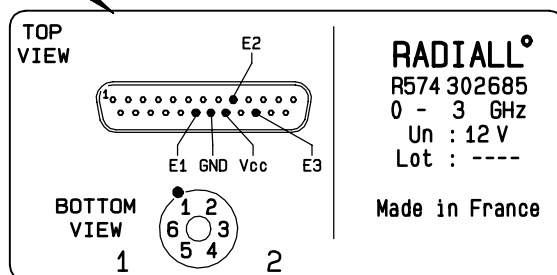 TOP
VIEW
E2
1
E1 GND Vcc E3
BOTTOM
VIEW
1 2
6 3
5 4
1 2
RADIALL°
R574 302685
0 - 3 GHz
Un : 12 V
Lot : ----
Made in France